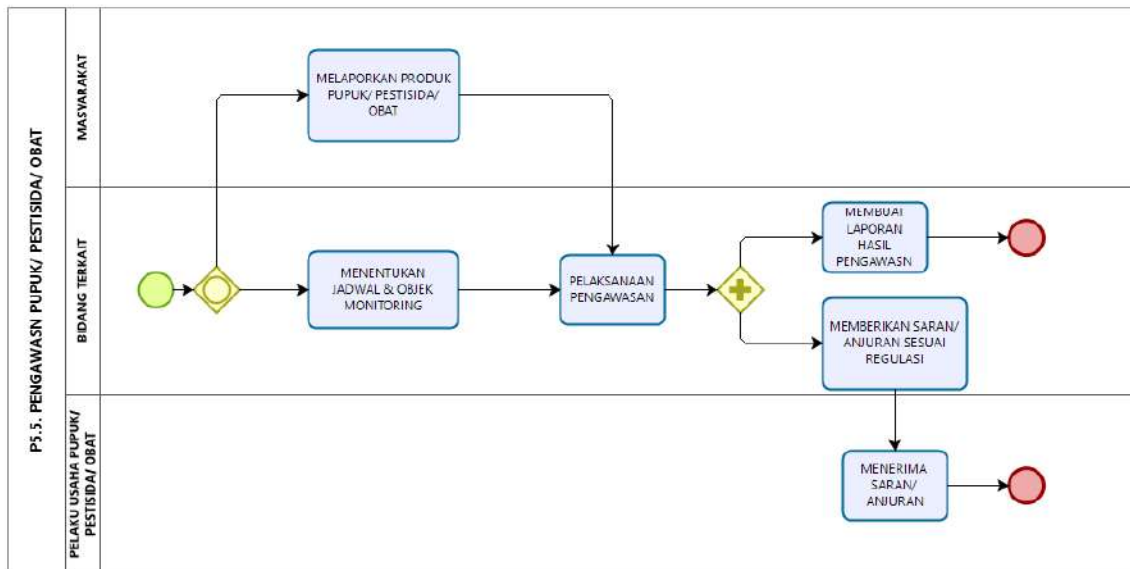 P5.5. PENGAWASN PUPUK/ PESTISIDA/ OBAT
MASYARAKAT
MELAPORKAN PRODUK
PUPUK/ PESTISIDA/
OBAT
BIDANG TERKAIT
MENENTUKAN
JADWAL & OBJEK
MONITORING
PELAKSANAAN
PENGAWASAN
MEMBUAT
LAPORAN
HASIL
PENGAWASN
MEMBERIKAN SARAN/
ANJURAN SESUAI
REGULASI
PELAKU USAHA PUPUK/
PESTISIDA/ OBAT
MENERIMA
SARAN/
ANJURAN